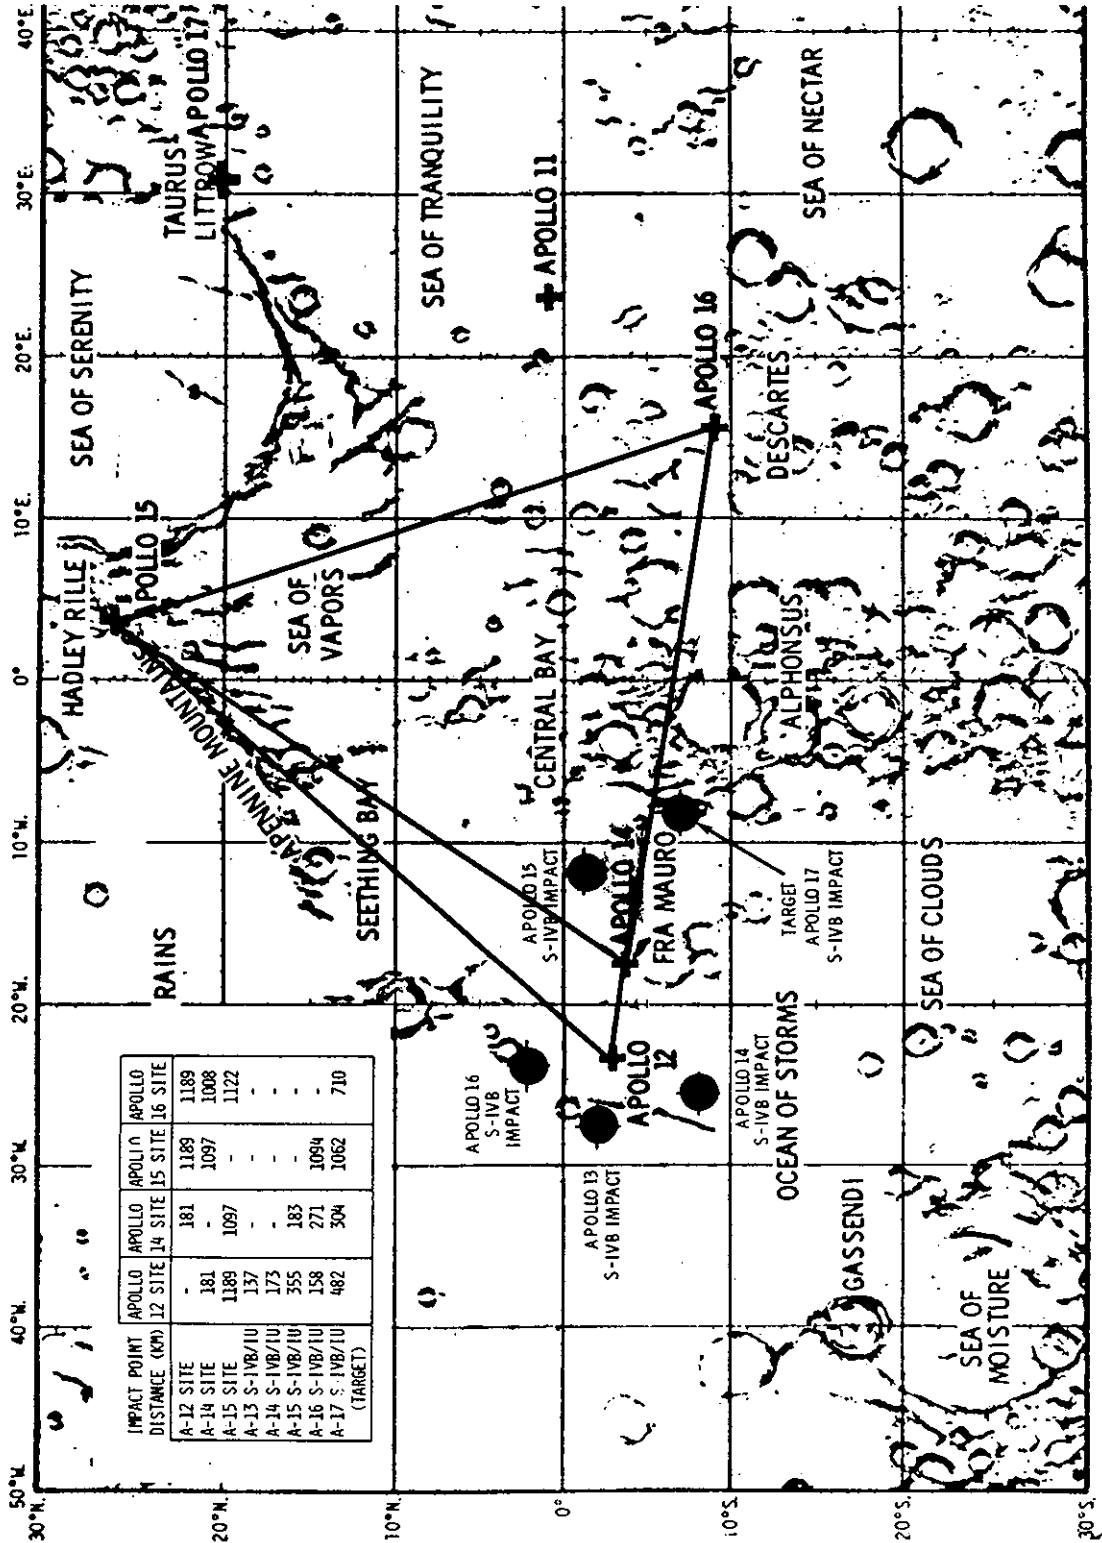 30°N.
20°N.
10°N.
0°
10°S.
20°S.
30°S.
50°W.
40°W.
30°W.
20°W.
10°W.
0°
10°E.
20°E.
30°E.
40°E.
IMPACT POINT DISTANCE (KM) | APOLLO 12 SITE | APOLLO 14 SITE | APOLLO 15 SITE | APOLLO 16 SITE
A-12 SITE | - | 181 | 1189 | 1189
A-14 SITE | 181 | - | 1097 | 1008
A-15 SITE | 1189 | 1097 | - | 1122
A-13 S-IVB/IU | 137 | - | - | -
A-14 S-IVB/IU | 173 | - | - | -
A-15 S-IVB/IU | 355 | 183 | - | -
A-16 S-IVB/IU | 158 | 271 | 1094 | -
A-17 S-IVB/IU | 482 | 304 | 1062 | 710
(TARGET)
RAINS
HADLEY RILLE
APOLLO 15
SEA OF SERENITY
TAURUS
LITTROW
APOLLO 17
APENNINE MOUNTAINS
SEETHING BAY
SEA OF
VAPORS
SEA OF TRANQUILITY
APOLLO 16
S-IVB
IMPACT
APOLLO 15
S-IVB IMPACT
CENTRAL BAY
APOLLO 11
APOLLO 13
S-IVB IMPACT
APOLLO
12
APOLLO 14
FRA MAURO
APOLLO 16
DESCARTES
APOLLO 14
S-IVB IMPACT
OCEAN OF STORMS
TARGET
APOLLO 17
S-IVB IMPACT
ALPHONSUS
SEA OF NECTAR
GASSENDI
SEA OF CLOUDS
SEA OF
MOISTURE